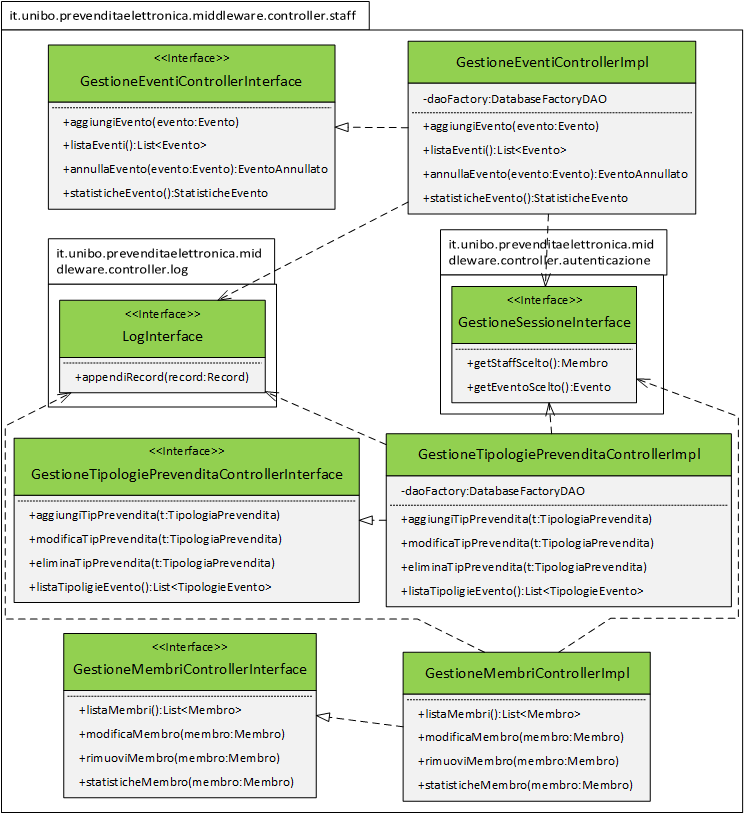 it.unibo.prevenditaelettronica.middleware.controller.staff
<<Interface>>
GestioneEventiControllerInterface
+aggiungiEvento(evento:Evento)
+listaEventi():List<Evento>
+annullaEvento(evento:Evento):EventoAnnullato
+statisticheEvento():StatisticheEvento
GestioneEventiControllerImpl
-daoFactory:DatabaseFactoryDAO
+aggiungiEvento(evento:Evento)
+listaEventi():List<Evento>
+annullaEvento(evento:Evento):EventoAnnullato
+statisticheEvento:StatisticheEvento
it.unibo.prevenditaelettronica.mid
dleware.controller.log
<<Interface>>
LogInterface
+appendiRecord(record:Record)
it.unibo.prevenditaelettronica.mid
dleware.controller.autenticazione
<<Interface>>
GestioneSessioneInterface
+getStaffScelto():Membro
+getEventoScelto():Evento
<<Interface>>
GestioneTipologiePrevenditaControllerInterface
+aggiungiTipPrevendita(t:TipologiaPrevendita)
+modificaTipPrevendita(t:TipologiaPrevendita)
+eliminaTipPrevendita(t:TipologiaPrevendita)
+listaTipoligieEvento():List<TipologieEvento>
GestioneTipologiePrevenditaControllerImpl
-daoFactory:DatabaseFactoryDAO
+aggiungiTipPrevendita(t:TipologiaPrevendita)
+modificaTipPrevendita(t:TipologiaPrevendita)
+eliminaTipPrevendita(t:TipologiaPrevendita)
+listaTipoligieEvento():List<TipologieEvento>
<<Interface>>
GestioneMembriControllerInterface
+listaMembri():List<Membro>
+modificaMembro(membro:Membro)
+rimuoviMembro(membro:Membro)
+statisticheMembro(membro:Membro)
GestioneMembriControllerImpl
+listaMembri():List<Membro>
+modificaMembro(membro:Membro)
+rimuoviMembro(membro:Membro)
+statisticheMembro(membro:Membro)